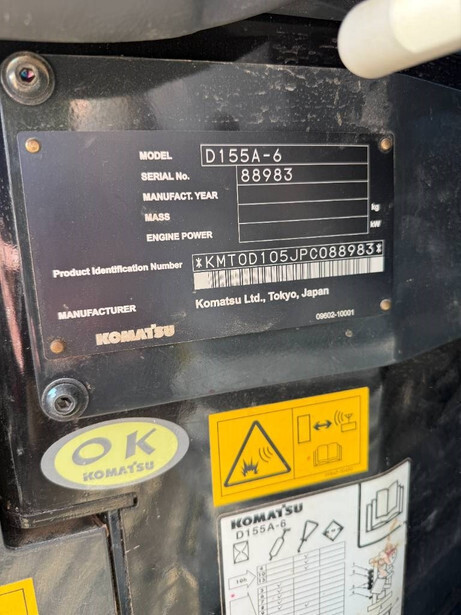 MODEL D155A-6
SERIAL No. 88983
MANUFACT. YEAR
MASS kg
ENGINE POWER kW
Product Identification Number *KMT0D105JPC088983*
MANUFACTURER Komatsu Ltd., Tokyo, Japan
KOMATSU 09602-10001
OK
KOMATSU
KOMATSU
D155A-6